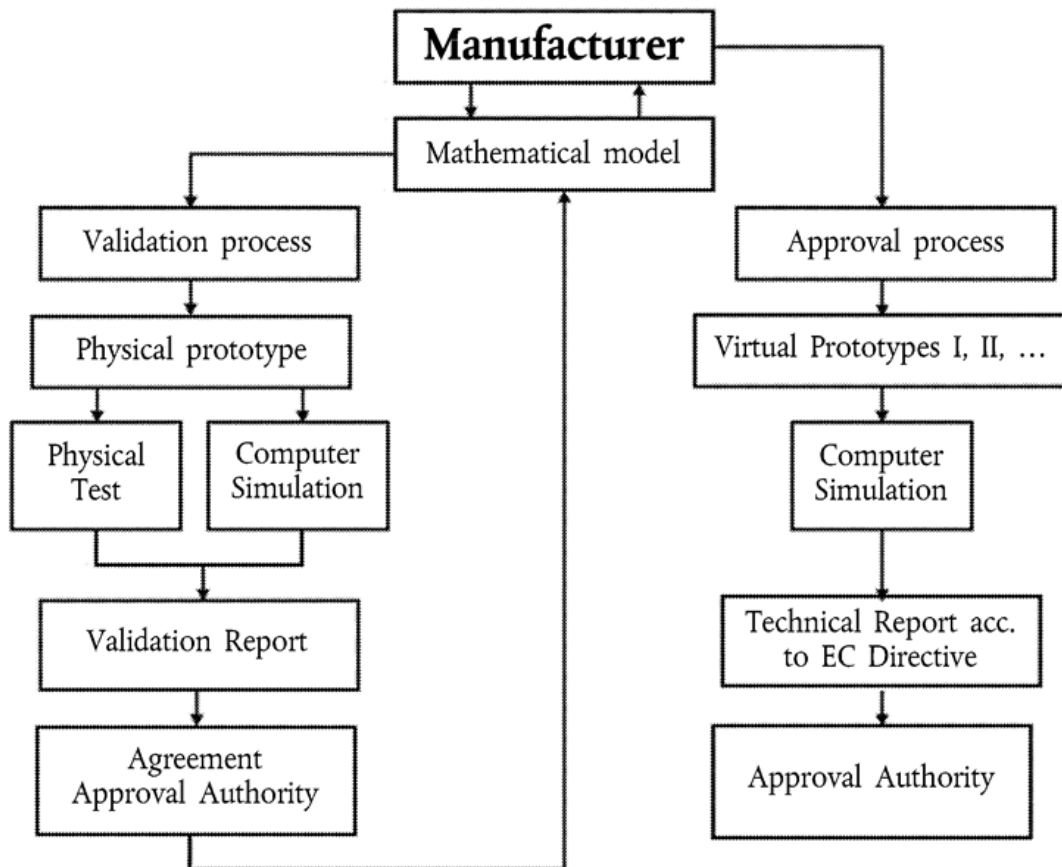 Manufacturer
Mathematical model
Validation process
Approval process
Physical prototype
Virtual Prototypes I, II, ...
Physical
Test
Computer
Simulation
Computer
Simulation
Validation Report
Technical Report acc.
to EC Directive
Agreement
Approval Authority
Approval Authority